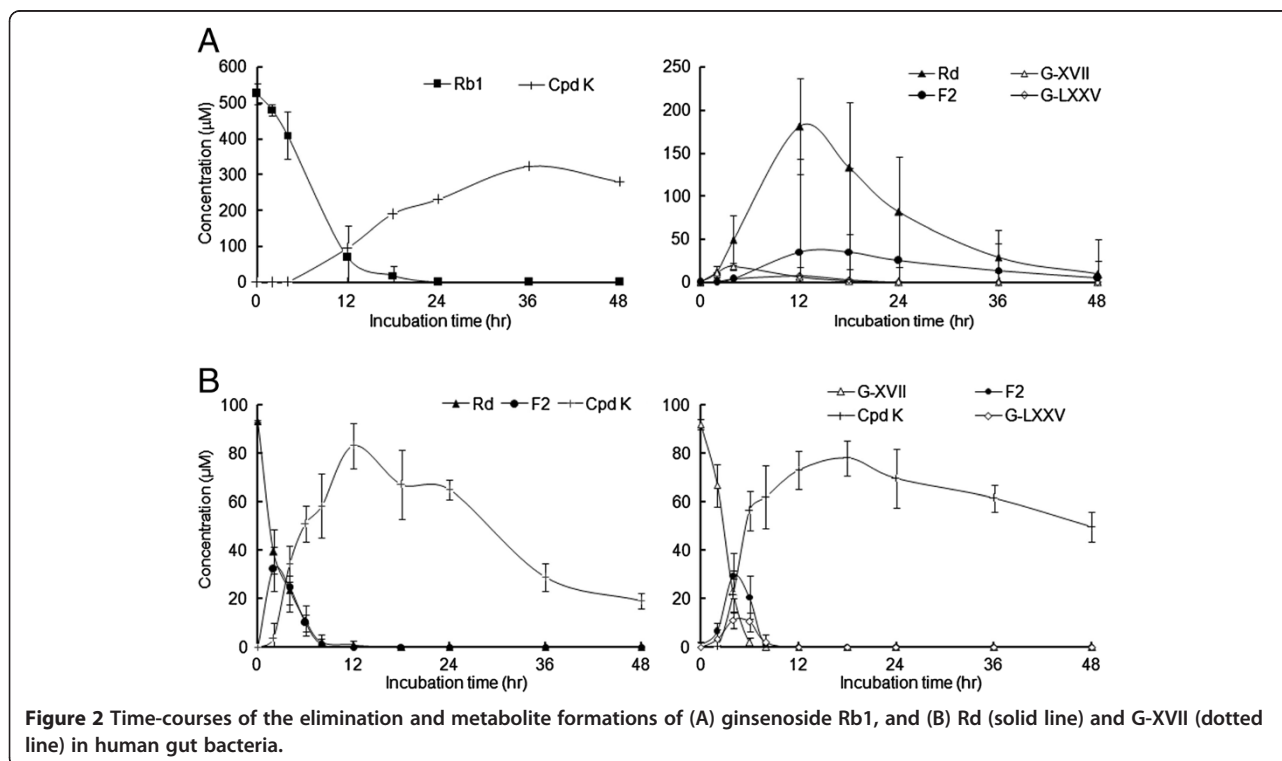 A
Rb1 Cpd K
Concentration (µM)
600
500
400
300
200
100
0
0 12 24 36 48
Incubation time (hr)
Rd G-XVII
F2 G-LXXV
250
200
150
100
50
0
0 12 24 36 48
Incubation time (hr)
B
Rd F2 Cpd K
Concentration (µM)
100
80
60
40
20
0
0 12 24 36 48
Incubation time (hr)
G-XVII F2
Cpd K G-LXXV
100
80
60
40
20
0
0 12 24 36 48
Incubation time (hr)
Figure 2 Time-courses of the elimination and metabolite formations of (A) ginsenoside Rb1, and (B) Rd (solid line) and G-XVII (dotted
line) in human gut bacteria.